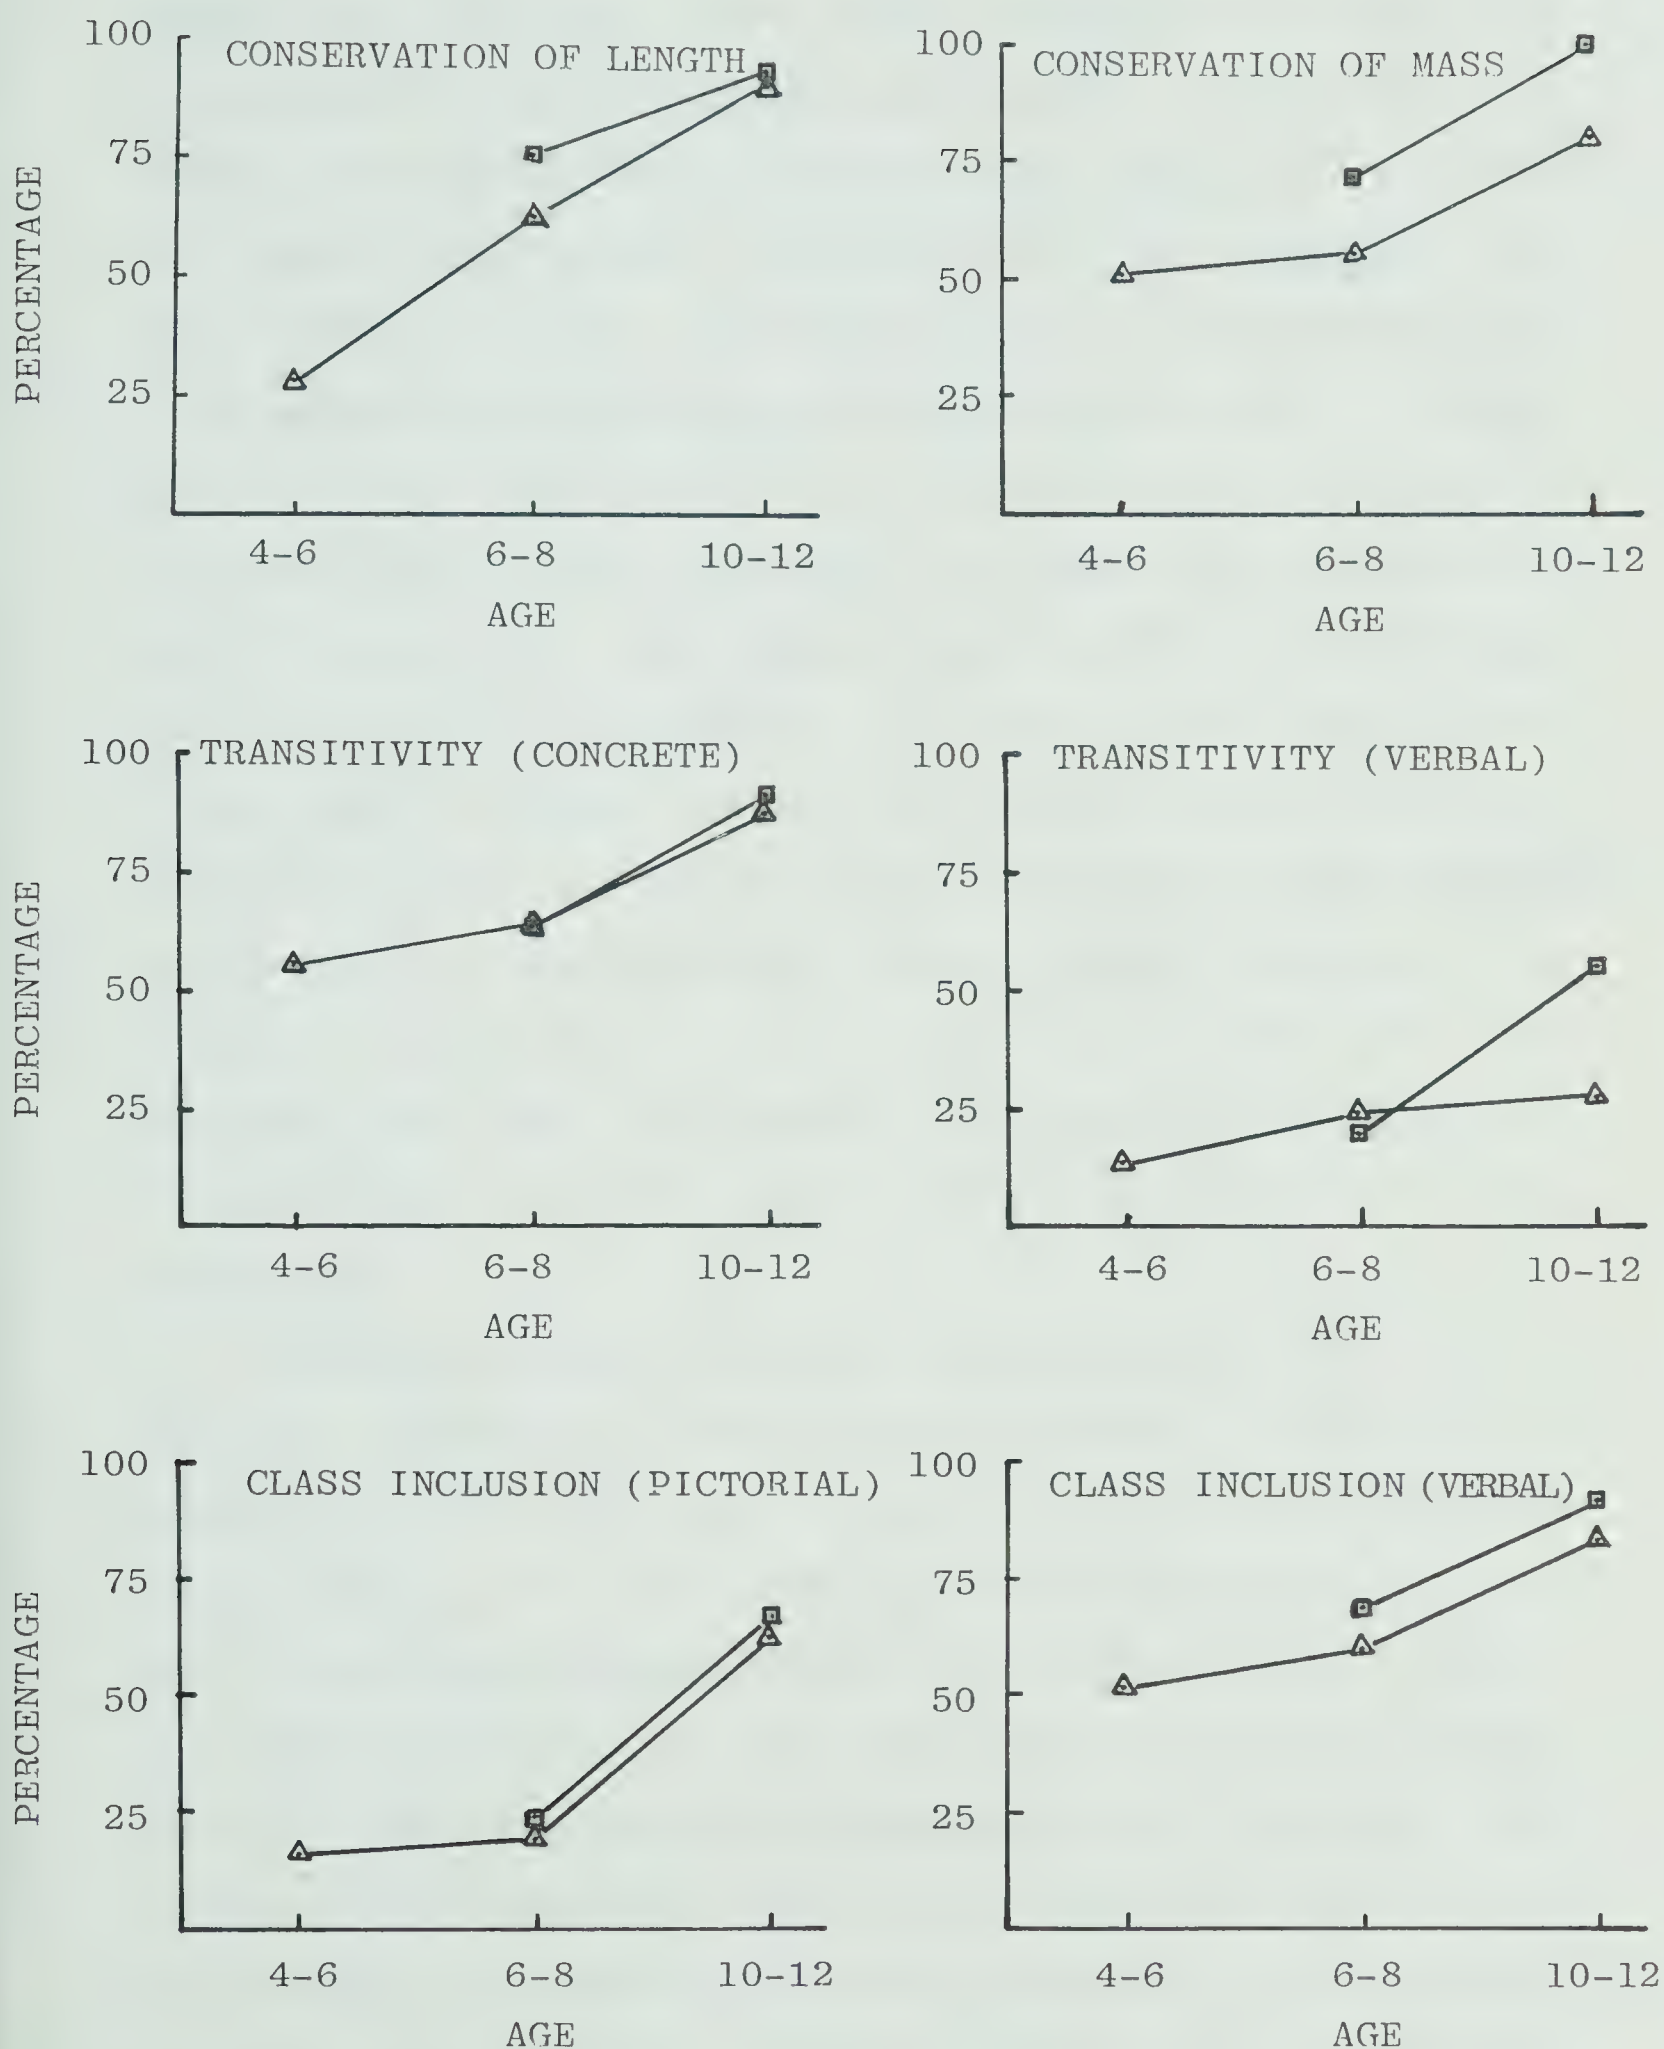 CONSERVATION OF LENGTH
100
75
50
25
PERCENTAGE
4-6 6-8 10-12
AGE
CONSERVATION OF MASS
100
75
50
25
4-6 6-8 10-12
AGE
TRANSITIVITY (CONCRETE)
100
75
50
25
PERCENTAGE
4-6 6-8 10-12
AGE
TRANSITIVITY (VERBAL)
100
75
50
25
4-6 6-8 10-12
AGE
CLASS INCLUSION (PICTORIAL)
100
75
50
25
PERCENTAGE
4-6 6-8 10-12
AGE
CLASS INCLUSION (VERBAL)
100
75
50
25
4-6 6-8 10-12
AGE